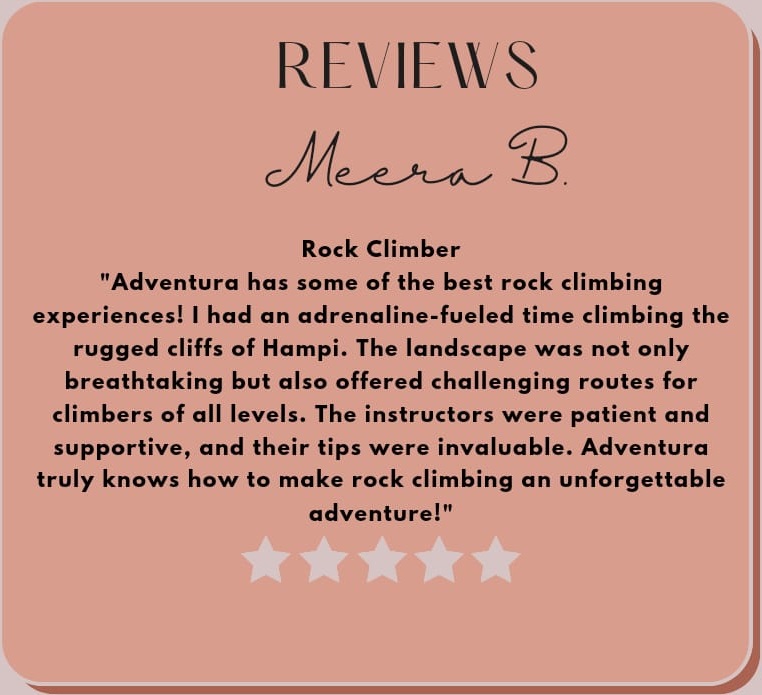 REVIEWS
Meera B.
Rock Climber
"Adventura has some of the best rock climbing
experiences! I had an adrenaline-fueled time climbing the
rugged cliffs of Hampi. The landscape was not only
breathtaking but also offered challenging routes for
climbers of all levels. The instructors were patient and
supportive, and their tips were invaluable. Adventura
truly knows how to make rock climbing an unforgettable
adventure!"